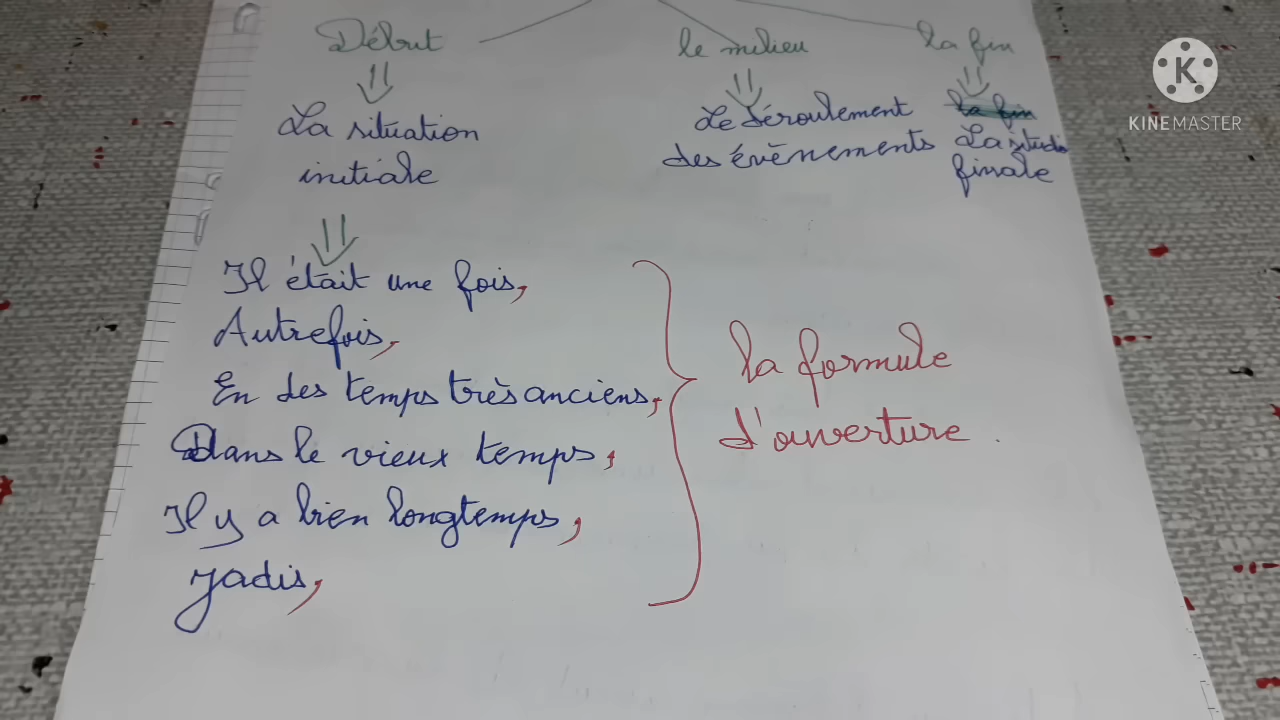 Début le milieu la fin
La situation Le déroulement la fin
initiale des évènements La situatio
finale
Il était une fois,
Autrefois,
En des temps très anciens,
Dans le vieux temps,
Il y a bien longtemps,
Jadis,
la formule
d'ouverture.
K
KINEMASTER